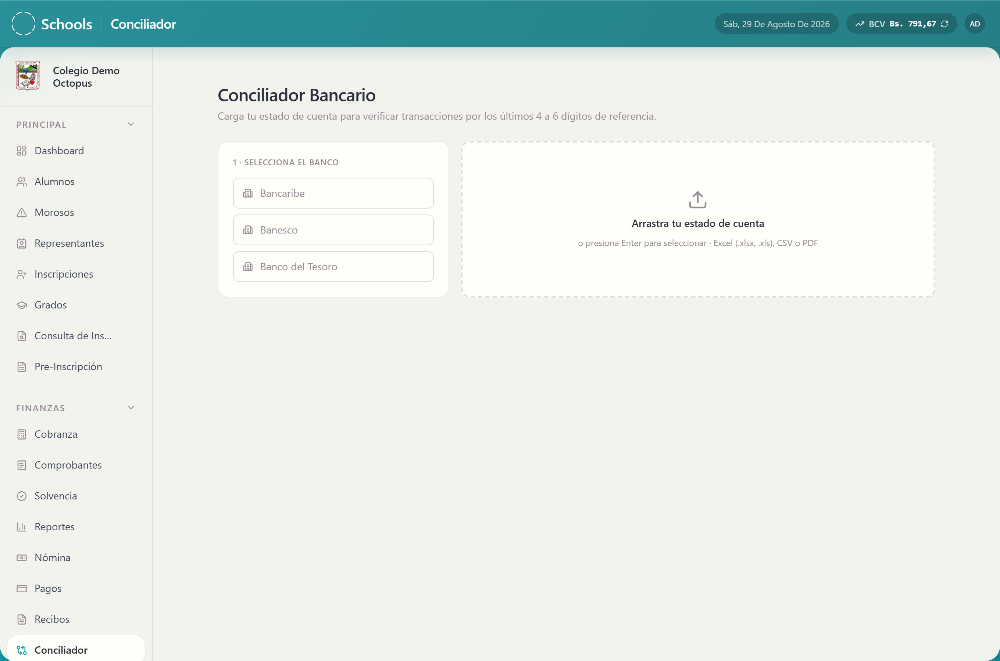 Schools
Conciliador
Sáb, 29 De Agosto De 2026
BCV Bs. 791,67
AD
Colegio Demo
Octopus
PRINCIPAL
Dashboard
Alumnos
Morosos
Representantes
Inscripciones
Grados
Consulta de Ins...
Pre-Inscripción
FINANZAS
Cobranza
Comprobantes
Solvencia
Reportes
Nómina
Pagos
Recibos
Conciliador
Conciliador Bancario
Carga tu estado de cuenta para verificar transacciones por los últimos 4 a 6 dígitos de referencia.
1 · SELECCIONA EL BANCO
Bancaribe
Banesco
Banco del Tesoro
Arrastra tu estado de cuenta
o presiona Enter para seleccionar · Excel (.xlsx, .xls), CSV o PDF